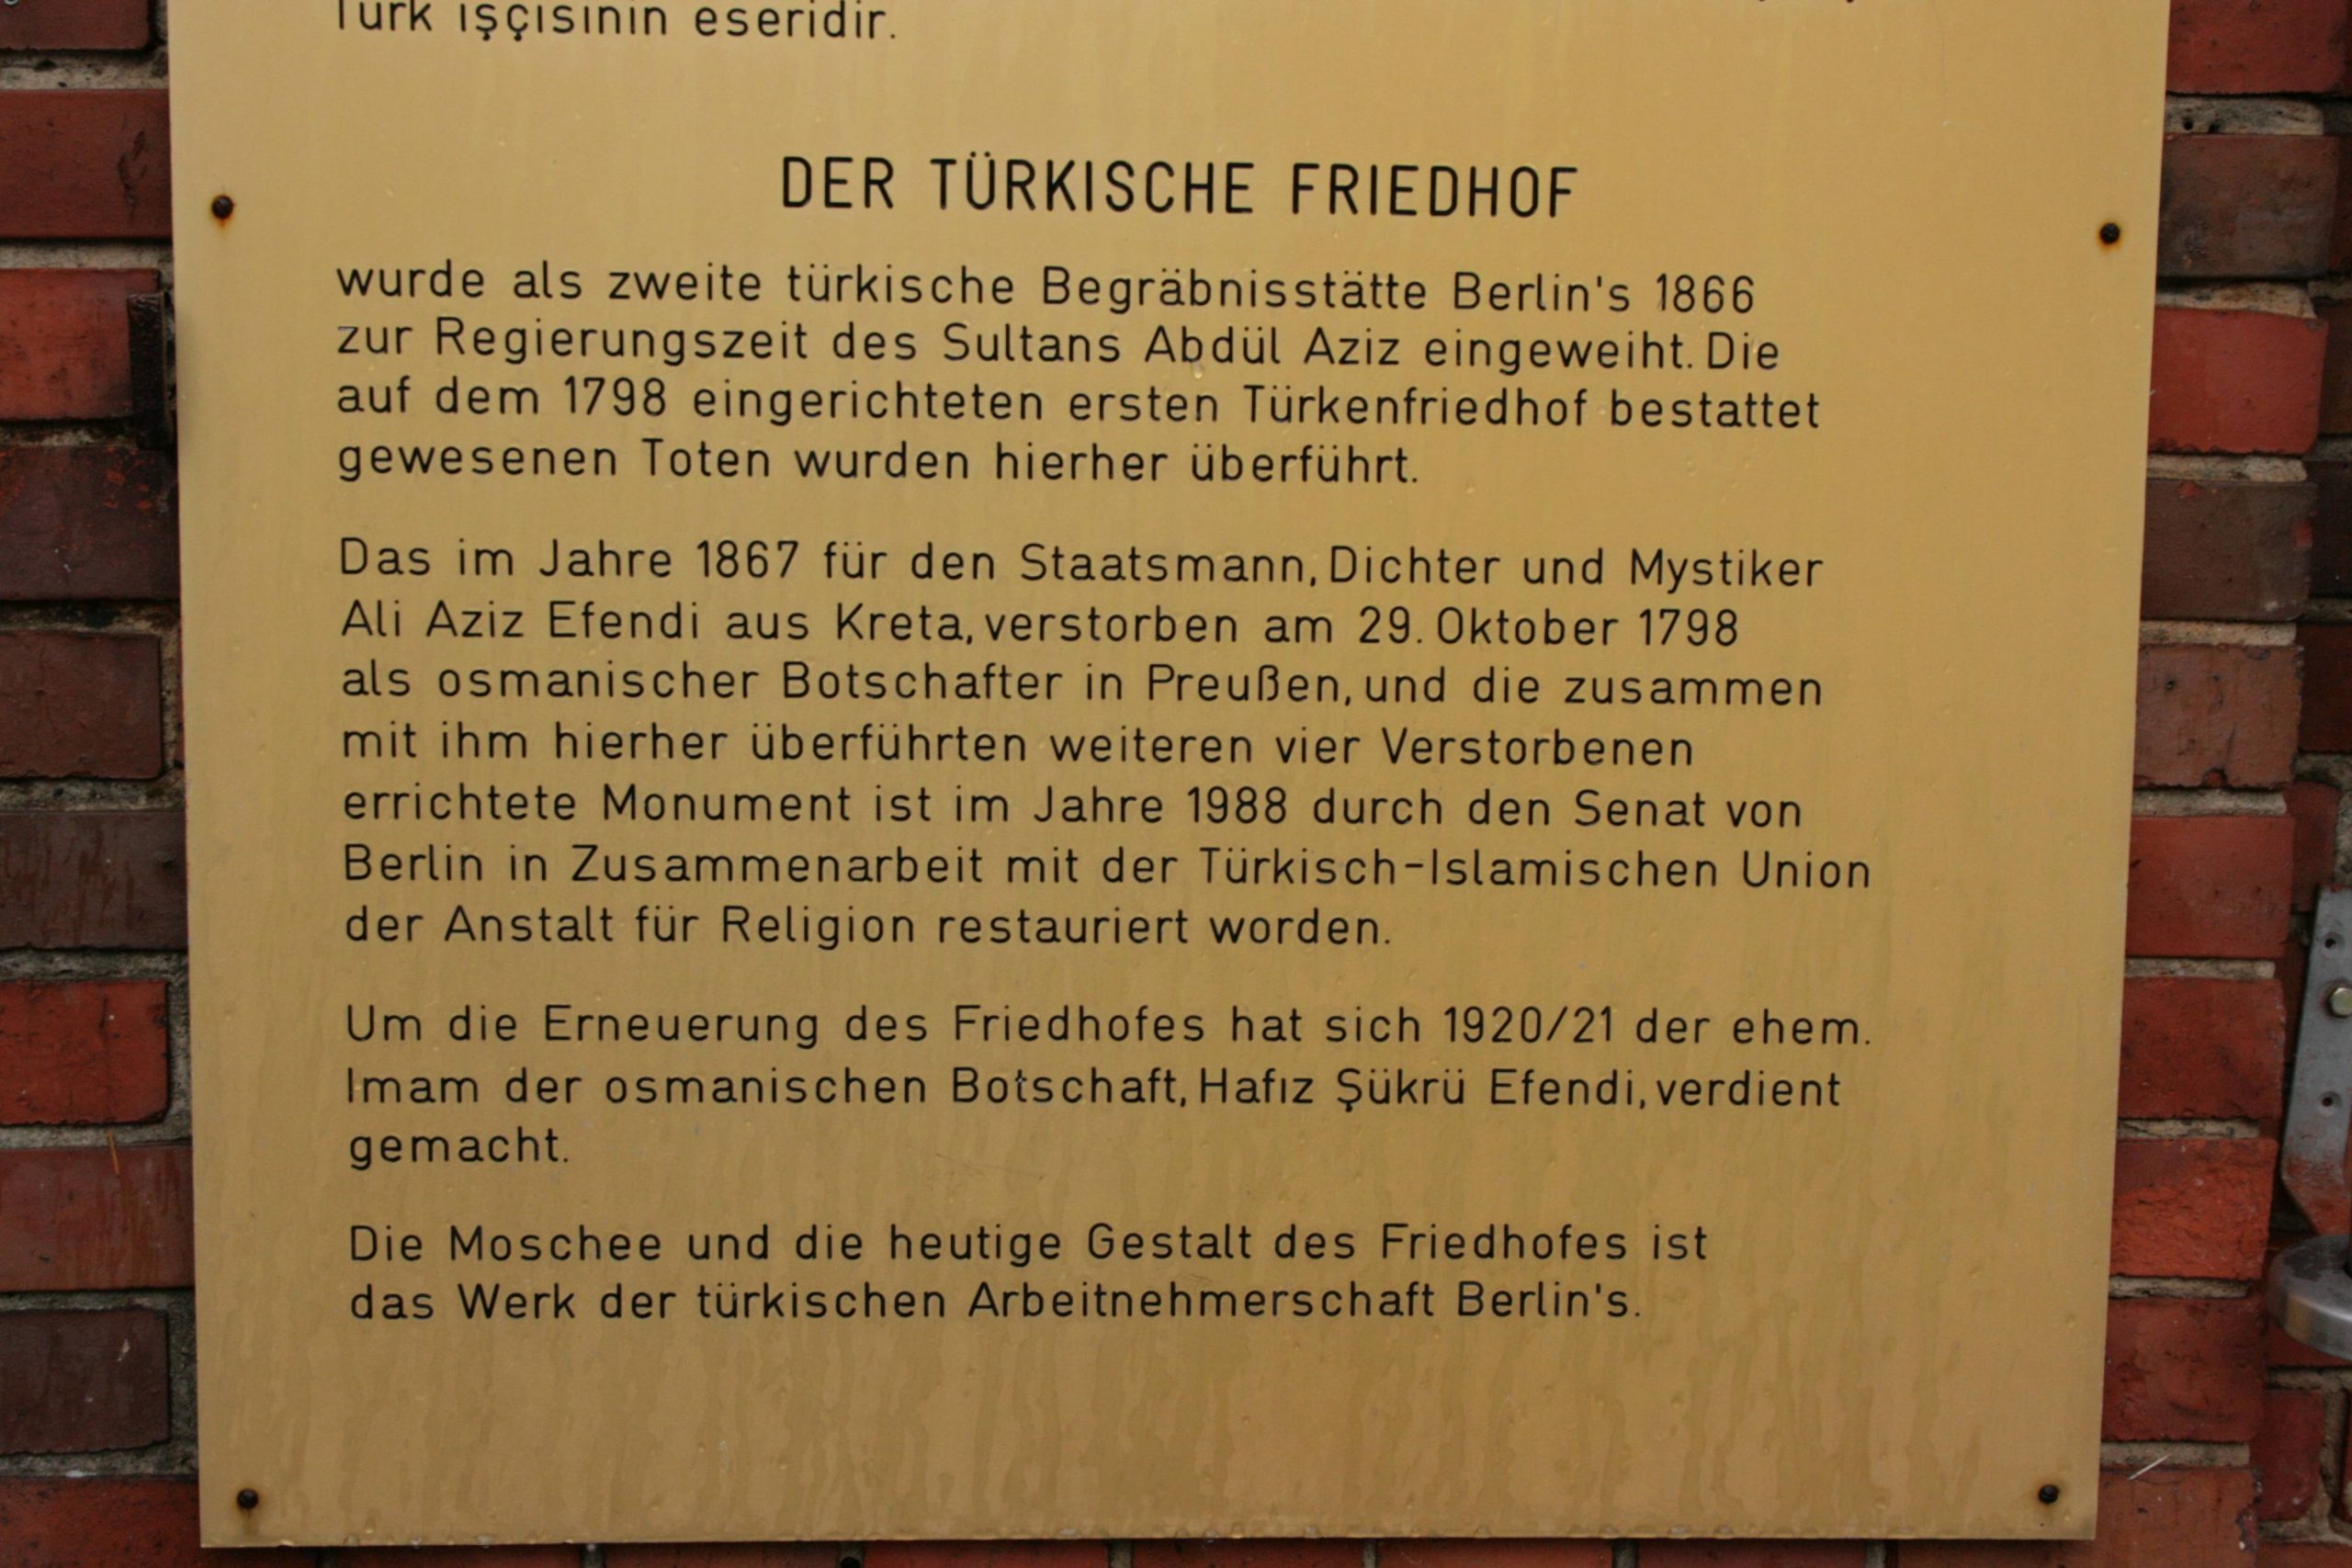 Türk işçisinin eseridir.
DER TÜRKISCHE FRIEDHOF
wurde als zweite türkische Begräbnisstätte Berlin's 1866
zur Regierungszeit des Sultans Abdül Aziz eingeweiht. Die
auf dem 1798 eingerichteten ersten Türkenfriedhof bestattet
gewesenen Toten wurden hierher überführt.
Das im Jahre 1867 für den Staatsmann, Dichter und Mystiker
Ali Aziz Efendi aus Kreta, verstorben am 29. Oktober 1798
als osmanischer Botschafter in Preußen, und die zusammen
mit ihm hierher überführten weiteren vier Verstorbenen
errichtete Monument ist im Jahre 1988 durch den Senat von
Berlin in Zusammenarbeit mit der Türkisch-Islamischen Union
der Anstalt für Religion restauriert worden.
Um die Erneuerung des Friedhofes hat sich 1920/21 der ehem.
Imam der osmanischen Botschaft, Hafız Şükrü Efendi, verdient
gemacht.
Die Moschee und die heutige Gestalt des Friedhofes ist
das Werk der türkischen Arbeitnehmerschaft Berlin's.